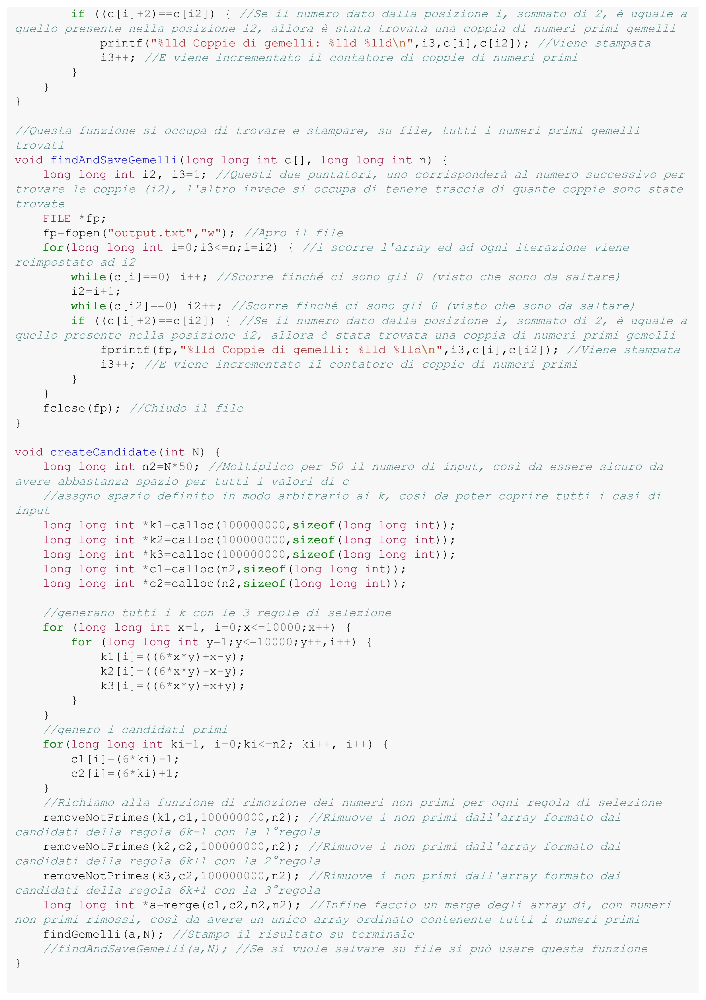 if ((c[i]+2)==c[i2]) { //Se il numero dato dalla posizione i, sommato di 2, è uguale a
quello presente nella posizione i2, allora è stata trovata una coppia di numeri primi gemelli
            printf("%lld Coppie di gemelli: %lld %lld\n",i3,c[i],c[i2]); //Viene stampata
            i3++; //E viene incrementato il contatore di coppie di numeri primi
        }
    }
}

//Questa funzione si occupa di trovare e stampare, su file, tutti i numeri primi gemelli
trovati
void findAndSaveGemelli(long long int c[], long long int n) {
    long long int i2, i3=1; //Questi due puntatori, uno corrisponderà al numero successivo per
trovare le coppie (i2), l'altro invece si occupa di tenere traccia di quante coppie sono state
trovate
    FILE *fp;
    fp=fopen("output.txt","w"); //Apro il file
    for(long long int i=0;i3<=n;i=i2) { //i scorre l'array ed ad ogni iterazione viene
reimpostato ad i2
        while(c[i]==0) i++; //Scorre finché ci sono gli 0 (visto che sono da saltare)
        i2=i+1;
        while(c[i2]==0) i2++; //Scorre finché ci sono gli 0 (visto che sono da saltare)
        if ((c[i]+2)==c[i2]) { //Se il numero dato dalla posizione i, sommato di 2, è uguale a
quello presente nella posizione i2, allora è stata trovata una coppia di numeri primi gemelli
            fprintf(fp,"%lld Coppie di gemelli: %lld %lld\n",i3,c[i],c[i2]); //Viene stampata
            i3++; //E viene incrementato il contatore di coppie di numeri primi
        }
    }
    fclose(fp); //Chiudo il file
}

void createCandidate(int N) {
    long long int n2=N*50; //Moltiplico per 50 il numero di input, così da essere sicuro da
avere abbastanza spazio per tutti i valori di c
    //assgno spazio definito in modo arbitrario ai k, così da poter coprire tutti i casi di
input
    long long int *k1=calloc(100000000,sizeof(long long int));
    long long int *k2=calloc(100000000,sizeof(long long int));
    long long int *k3=calloc(100000000,sizeof(long long int));
    long long int *c1=calloc(n2,sizeof(long long int));
    long long int *c2=calloc(n2,sizeof(long long int));

    //generano tutti i k con le 3 regole di selezione
    for (long long int x=1, i=0;x<=10000;x++) {
        for (long long int y=1;y<=10000;y++,i++) {
            k1[i]=((6*x*y)+x-y);
            k2[i]=((6*x*y)-x-y);
            k3[i]=((6*x*y)+x+y);
        }
    }
    //genero i candidati primi
    for(long long int ki=1, i=0;ki<=n2; ki++, i++) {
        c1[i]=(6*ki)-1;
        c2[i]=(6*ki)+1;
    }
    //Richiamo alla funzione di rimozione dei numeri non primi per ogni regola di selezione
    removeNotPrimes(k1,c1,100000000,n2); //Rimuove i non primi dall'array formato dai
candidati della regola 6k-1 con la 1°regola
    removeNotPrimes(k2,c2,100000000,n2); //Rimuove i non primi dall'array formato dai
candidati della regola 6k+1 con la 2°regola
    removeNotPrimes(k3,c2,100000000,n2); //Rimuove i non primi dall'array formato dai
candidati della regola 6k+1 con la 3°regola
    long long int *a=merge(c1,c2,n2,n2); //Infine faccio un merge degli array di, con numeri
non primi rimossi, così da avere un unico array ordinato contenente tutti i numeri primi
    findGemelli(a,N); //Stampo il risultato su terminale
    //findAndSaveGemelli(a,N); //Se si vuole salvare su file si può usare questa funzione
}